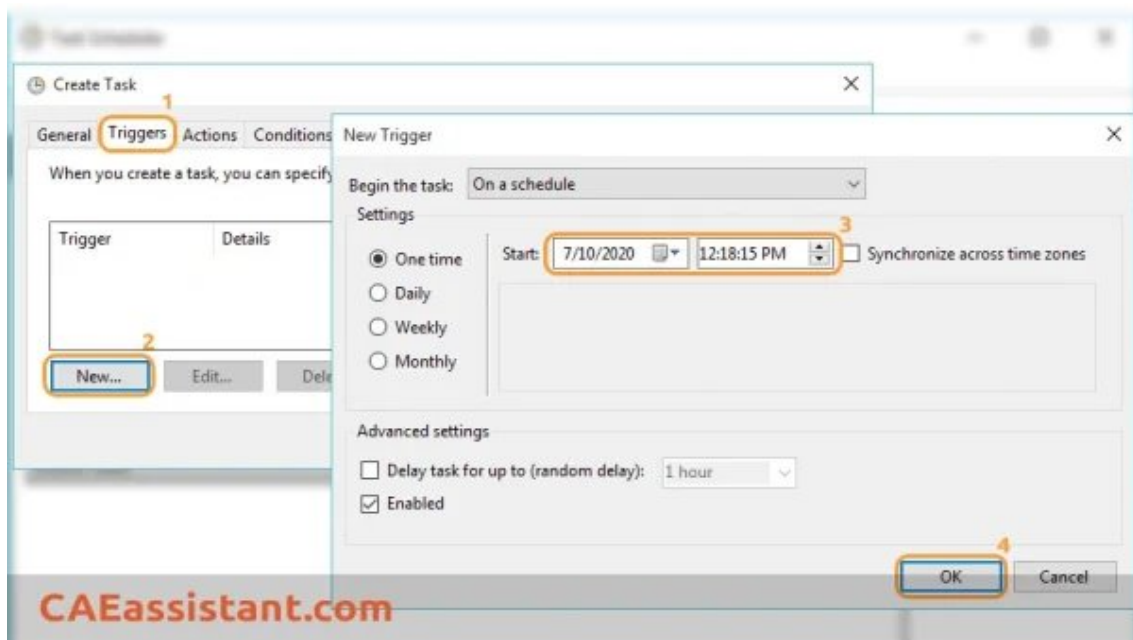 Task Scheduler
Create Task
1
General Triggers Actions Conditions
When you create a task, you can specify
Trigger Details
2
New... Edit... Dele
New Trigger
Begin the task: On a schedule
Settings
3
One time
Start: 7/10/2020 12:18:15 PM Synchronize across time zones
Daily
Weekly
Monthly
Advanced settings
Delay task for up to (random delay): 1 hour
Enabled
4
OK Cancel
CAEassistant.com